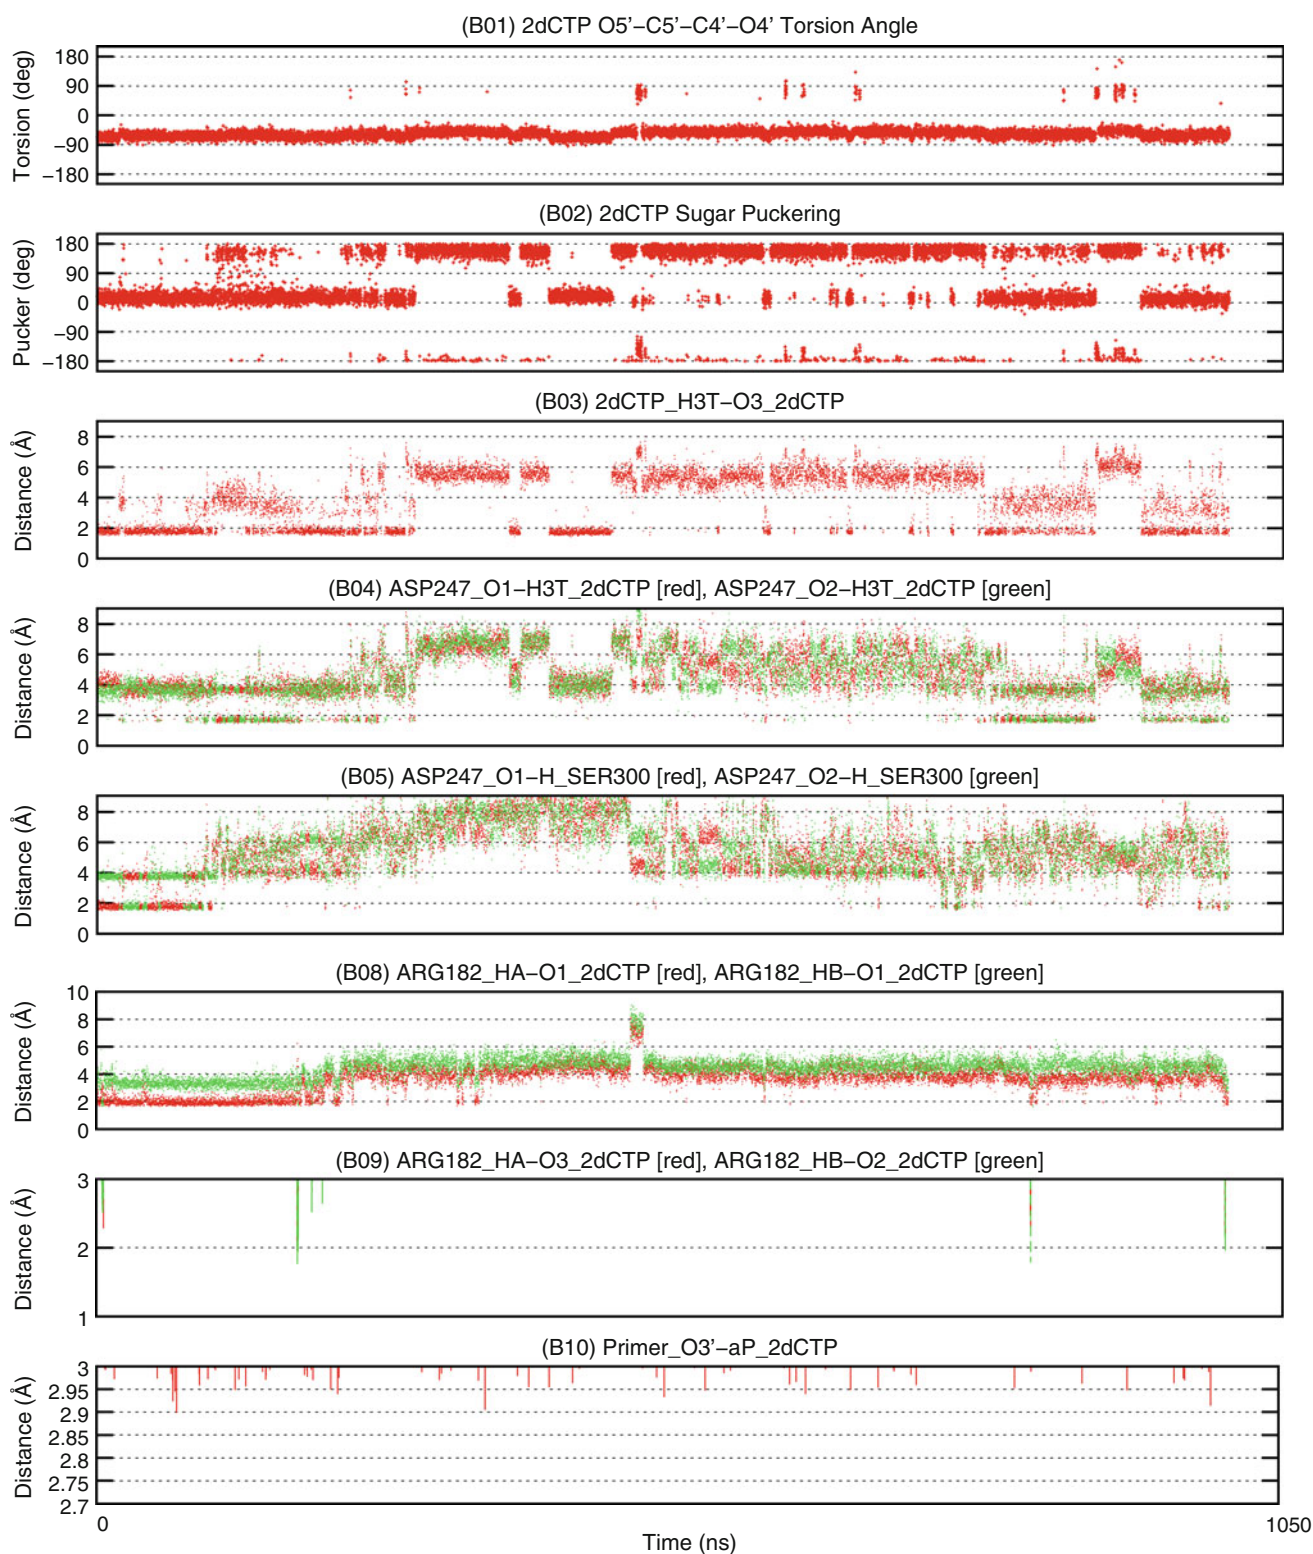 (B01) 2dCTP O5'−C5'−C4'−O4' Torsion Angle
Torsion (deg)
180
90
0
−90
−180
(B02) 2dCTP Sugar Puckering
Pucker (deg)
180
90
0
−90
−180
(B03) 2dCTP_H3T−O3_2dCTP
Distance (Å)
8
6
4
2
0
(B04) ASP247_O1−H3T_2dCTP [red], ASP247_O2−H3T_2dCTP [green]
Distance (Å)
8
6
4
2
0
(B05) ASP247_O1−H_SER300 [red], ASP247_O2−H_SER300 [green]
Distance (Å)
8
6
4
2
0
(B08) ARG182_HA−O1_2dCTP [red], ARG182_HB−O1_2dCTP [green]
Distance (Å)
10
8
6
4
2
0
(B09) ARG182_HA−O3_2dCTP [red], ARG182_HB−O2_2dCTP [green]
Distance (Å)
3
2
1
(B10) Primer_O3'−aP_2dCTP
Distance (Å)
3
2.95
2.9
2.85
2.8
2.75
2.7
0
1050
Time (ns)